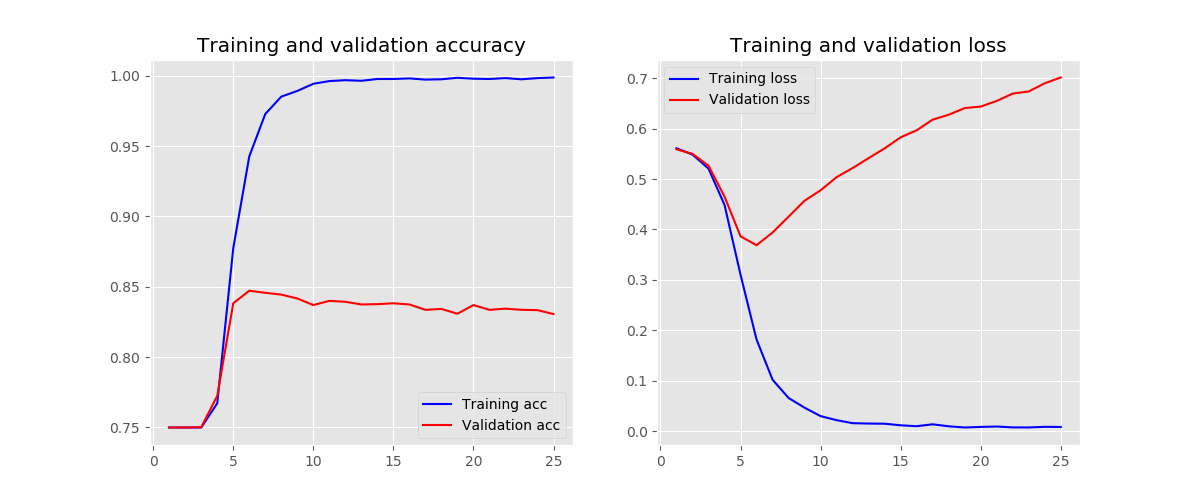 Training and validation accuracy
1.00
0.95
0.90
0.85
0.80
0.75
0 5 10 15 20 25
Training acc
Validation acc
Training and validation loss
Training loss
Validation loss
0.7
0.6
0.5
0.4
0.3
0.2
0.1
0.0
0 5 10 15 20 25